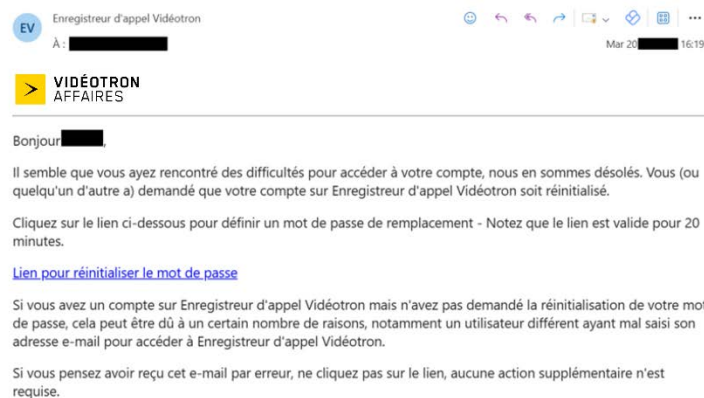 EV
Enregistreur d'appel Vidéotron
À :
Mar 20 16:19
VIDÉOTRON
AFFAIRES
Bonjour ,
Il semble que vous ayez rencontré des difficultés pour accéder à votre compte, nous en sommes désolés. Vous (ou
quelqu'un d'autre a) demandé que votre compte sur Enregistreur d'appel Vidéotron soit réinitialisé.
Cliquez sur le lien ci-dessous pour définir un mot de passe de remplacement - Notez que le lien est valide pour 20
minutes.
Lien pour réinitialiser le mot de passe
Si vous avez un compte sur Enregistreur d'appel Vidéotron mais n'avez pas demandé la réinitialisation de votre mot
de passe, cela peut être dû à un certain nombre de raisons, notamment un utilisateur différent ayant mal saisi son
adresse e-mail pour accéder à Enregistreur d'appel Vidéotron.
Si vous pensez avoir reçu cet e-mail par erreur, ne cliquez pas sur le lien, aucune action supplémentaire n'est
requise.